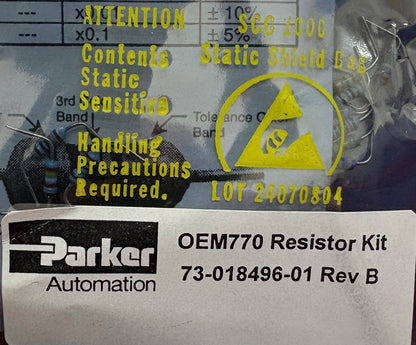 ATTENTION
Contents
Static
Sensitive
Handling
Precautions
Required.
SCC 1000
Static Shield Bag
LOT 24070804
--- ± 10%
--- x0.1 ± 5%
3rd
Band
Tolerance
Band
Parker
Automation
OEM770 Resistor Kit
73-018496-01 Rev B